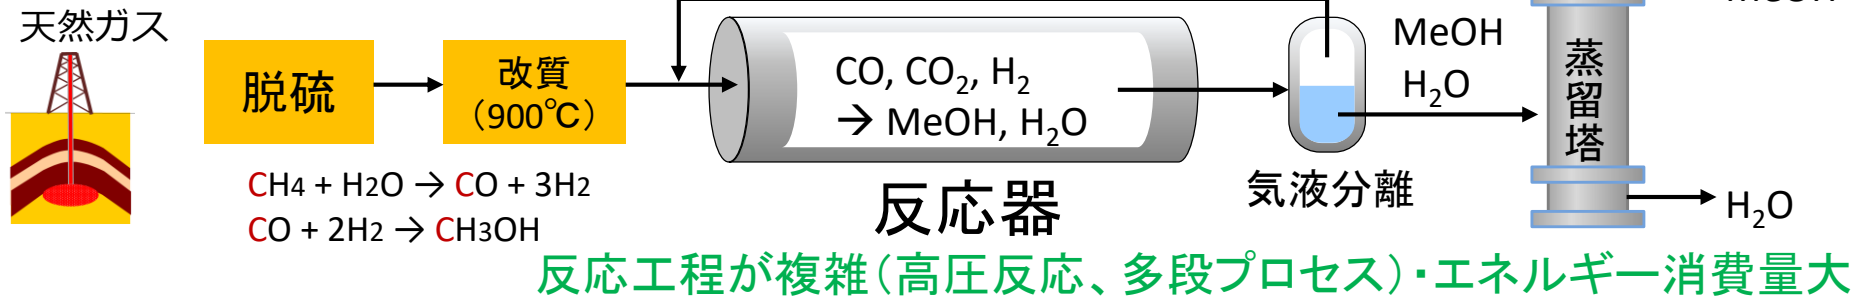 天然ガス
脱硫
改質
（900℃）
CH4 + H2O → CO + 3H2
CO + 2H2 → CH3OH
CO, CO₂, H₂
→ MeOH, H₂O
反応器
気液分離
MeOH
H₂O
蒸留塔
MeOH
H₂O
反応工程が複雑（高圧反応、多段プロセス）・エネルギー消費量大